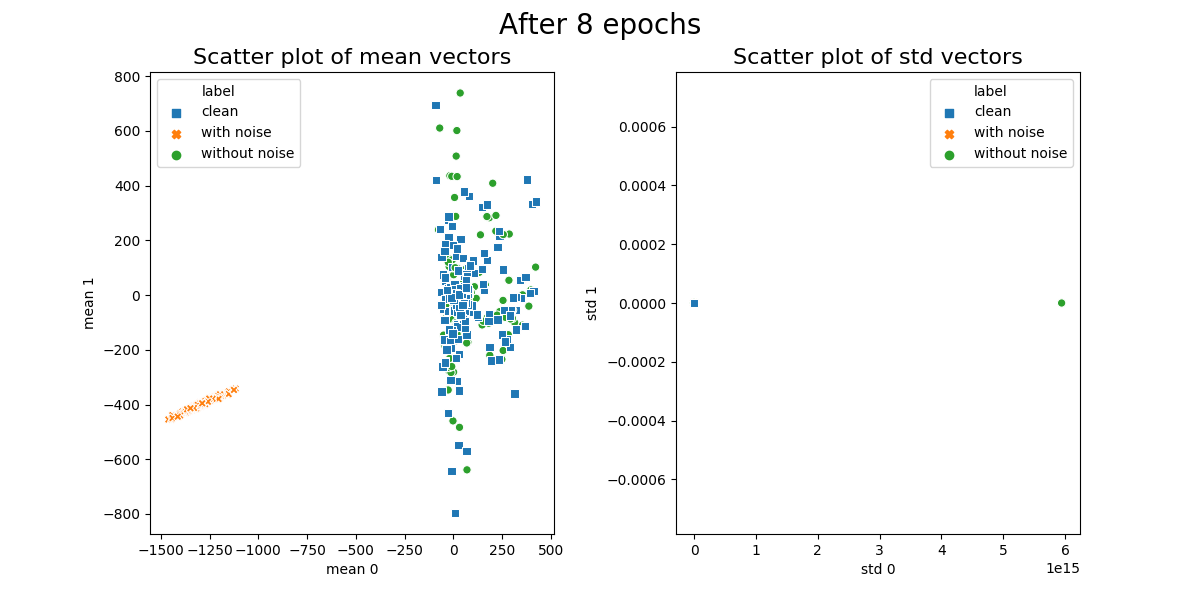 After 8 epochs
Scatter plot of mean vectors
800
600
400
200
0
−200
−400
−600
−800
mean 1
label
clean
with noise
without noise
−1500 −1250 −1000 −750 −500 −250 0 250 500
mean 0
Scatter plot of std vectors
0.0006
0.0004
0.0002
0.0000
−0.0002
−0.0004
−0.0006
std 1
label
clean
with noise
without noise
0 1 2 3 4 5 6
1e15
std 0